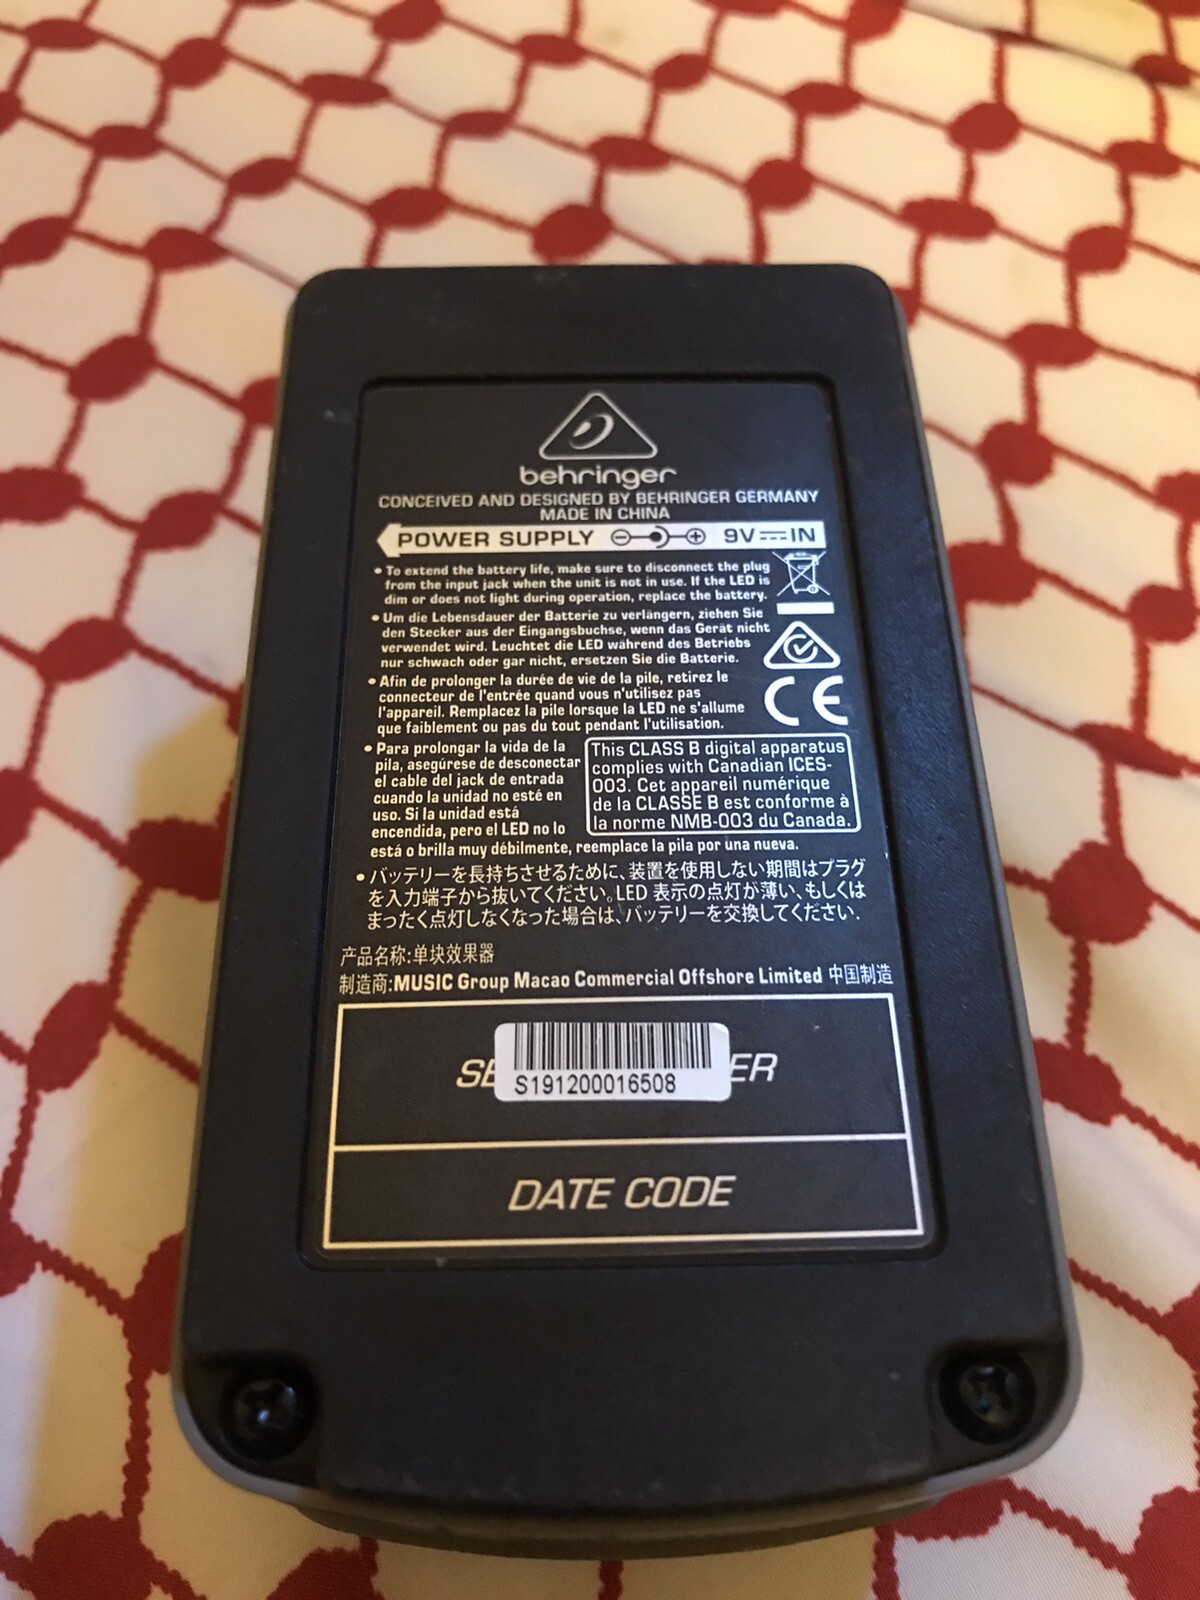 behringer
CONCEIVED AND DESIGNED BY BEHRINGER GERMANY
MADE IN CHINA
POWER SUPPLY 9V IN
• To extend the battery life, make sure to disconnect the plug
from the input jack when the unit is not in use. If the LED is
dim or does not light during operation, replace the battery.
• Um die Lebensdauer der Batterie zu verlängern, ziehen Sie
den Stecker aus der Eingangsbuchse, wenn das Gerät nicht
verwendet wird. Leuchtet die LED während des Betriebs
nur schwach oder gar nicht, ersetzen Sie die Batterie.
• Afin de prolonger la durée de vie de la pile, retirez le
connecteur de l'entrée quand vous n'utilisez pas
l'appareil. Remplacez la pile lorsque la LED ne s'allume
que faiblement ou pas du tout pendant l'utilisation.
CE
• Para prolongar la vida de la
pila, asegúrese de desconectar
el cable del jack de entrada
cuando la unidad no esté en
uso. Si la unidad está
encendida, pero el LED no lo
está o brilla muy débilmente, reemplace la pila por una nueva.
This CLASS B digital apparatus
complies with Canadian ICES-
003. Cet appareil numérique
de la CLASSE B est conforme à
la norme NMB-003 du Canada.
• バッテリーを長持ちさせるために、装置を使用しない期間はプラグ
を入力端子から抜いてください。LED 表示の点灯が薄い、もしくは
まったく点灯しなくなった場合は、バッテリーを交換してください.
产品名称:单块效果器
制造商:MUSIC Group Macao Commercial Offshore Limited 中国制造
SE ER
S191200016508
DATE CODE